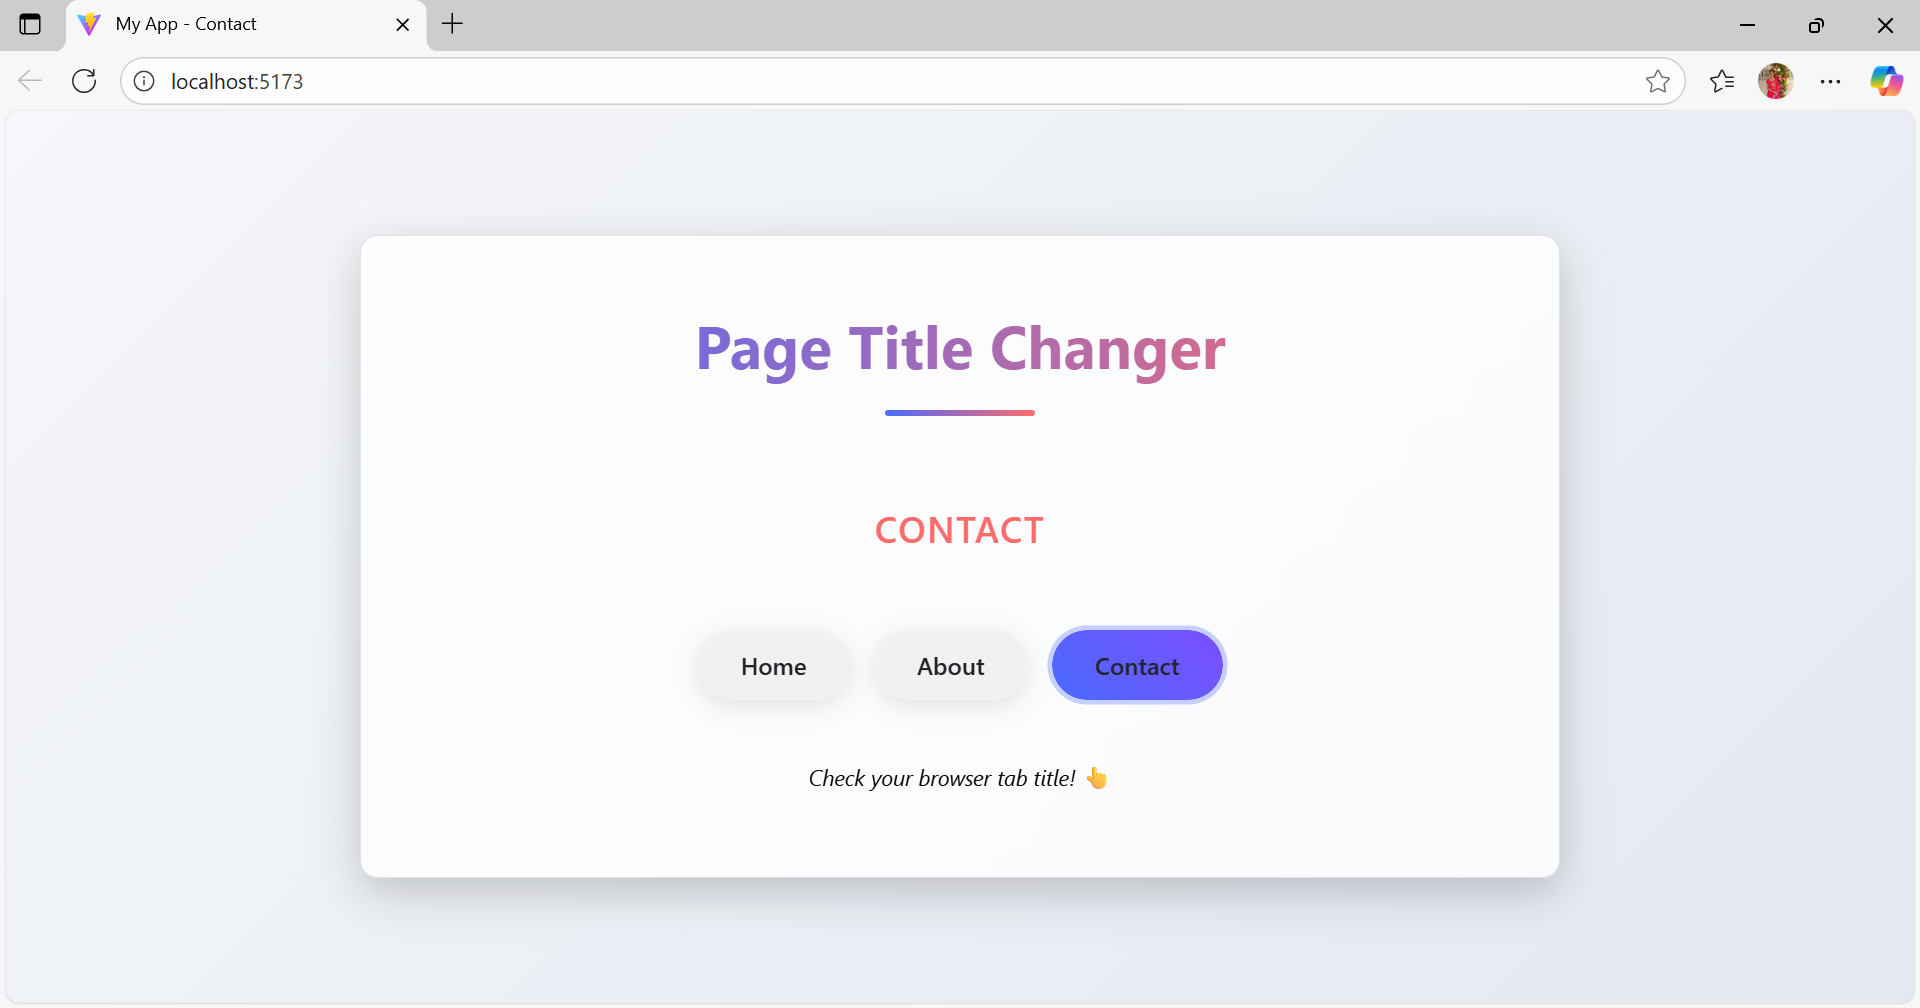 My App - Contact
localhost:5173
Page Title Changer
CONTACT
Home About Contact
Check your browser tab title! 👆